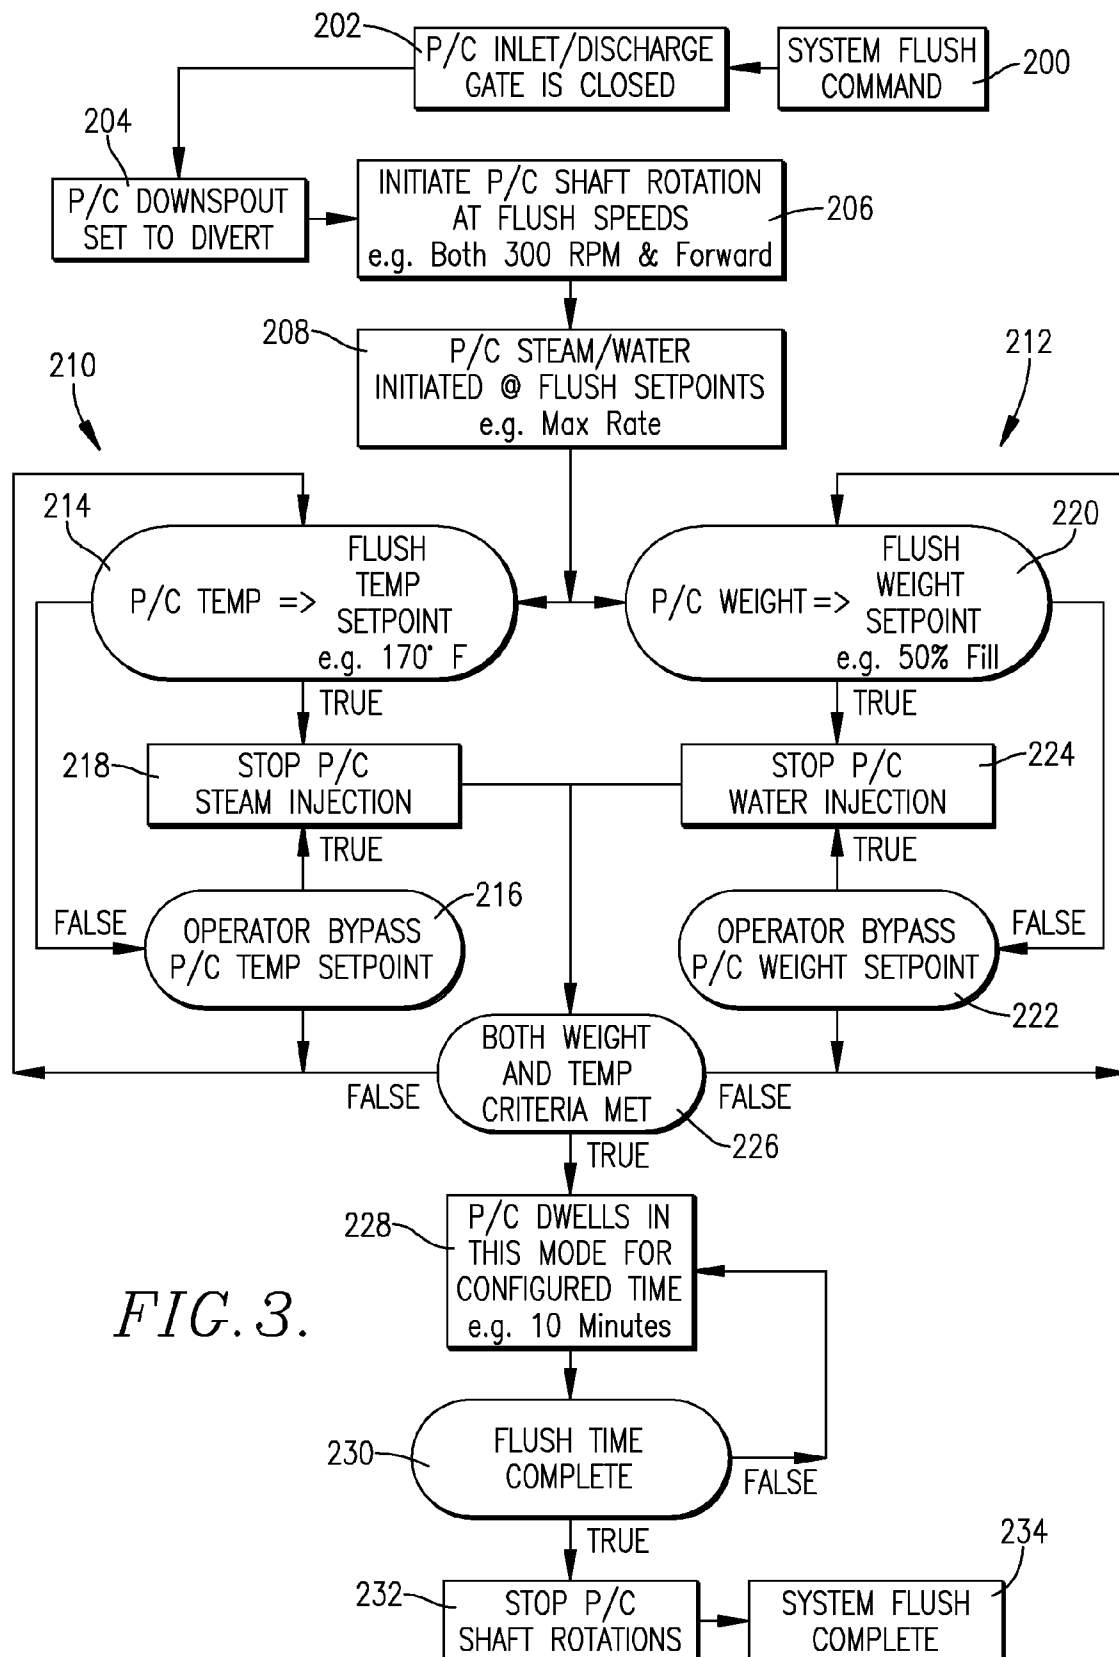 202
P/C INLET/DISCHARGE
GATE IS CLOSED
SYSTEM FLUSH
COMMAND
200
204
P/C DOWNSPOUT
SET TO DIVERT
INITIATE P/C SHAFT ROTATION
AT FLUSH SPEEDS
e.g. Both 300 RPM & Forward
206
208
P/C STEAM/WATER
INITIATED @ FLUSH SETPOINTS
e.g. Max Rate
210
212
214
P/C TEMP =>
FLUSH
TEMP
SETPOINT
e.g. 170° F
P/C WEIGHT =>
FLUSH
WEIGHT
SETPOINT
e.g. 50% Fill
220
TRUE
TRUE
218
STOP P/C
STEAM INJECTION
STOP P/C
WATER INJECTION
224
TRUE
TRUE
FALSE
OPERATOR BYPASS
P/C TEMP SETPOINT
216
OPERATOR BYPASS
P/C WEIGHT SETPOINT
FALSE
222
FALSE
BOTH WEIGHT
AND TEMP
CRITERIA MET
FALSE
226
TRUE
228
P/C DWELLS IN
THIS MODE FOR
CONFIGURED TIME
e.g. 10 Minutes
FIG. 3.
230
FLUSH TIME
COMPLETE
FALSE
TRUE
232
STOP P/C
SHAFT ROTATIONS
SYSTEM FLUSH
COMPLETE
234